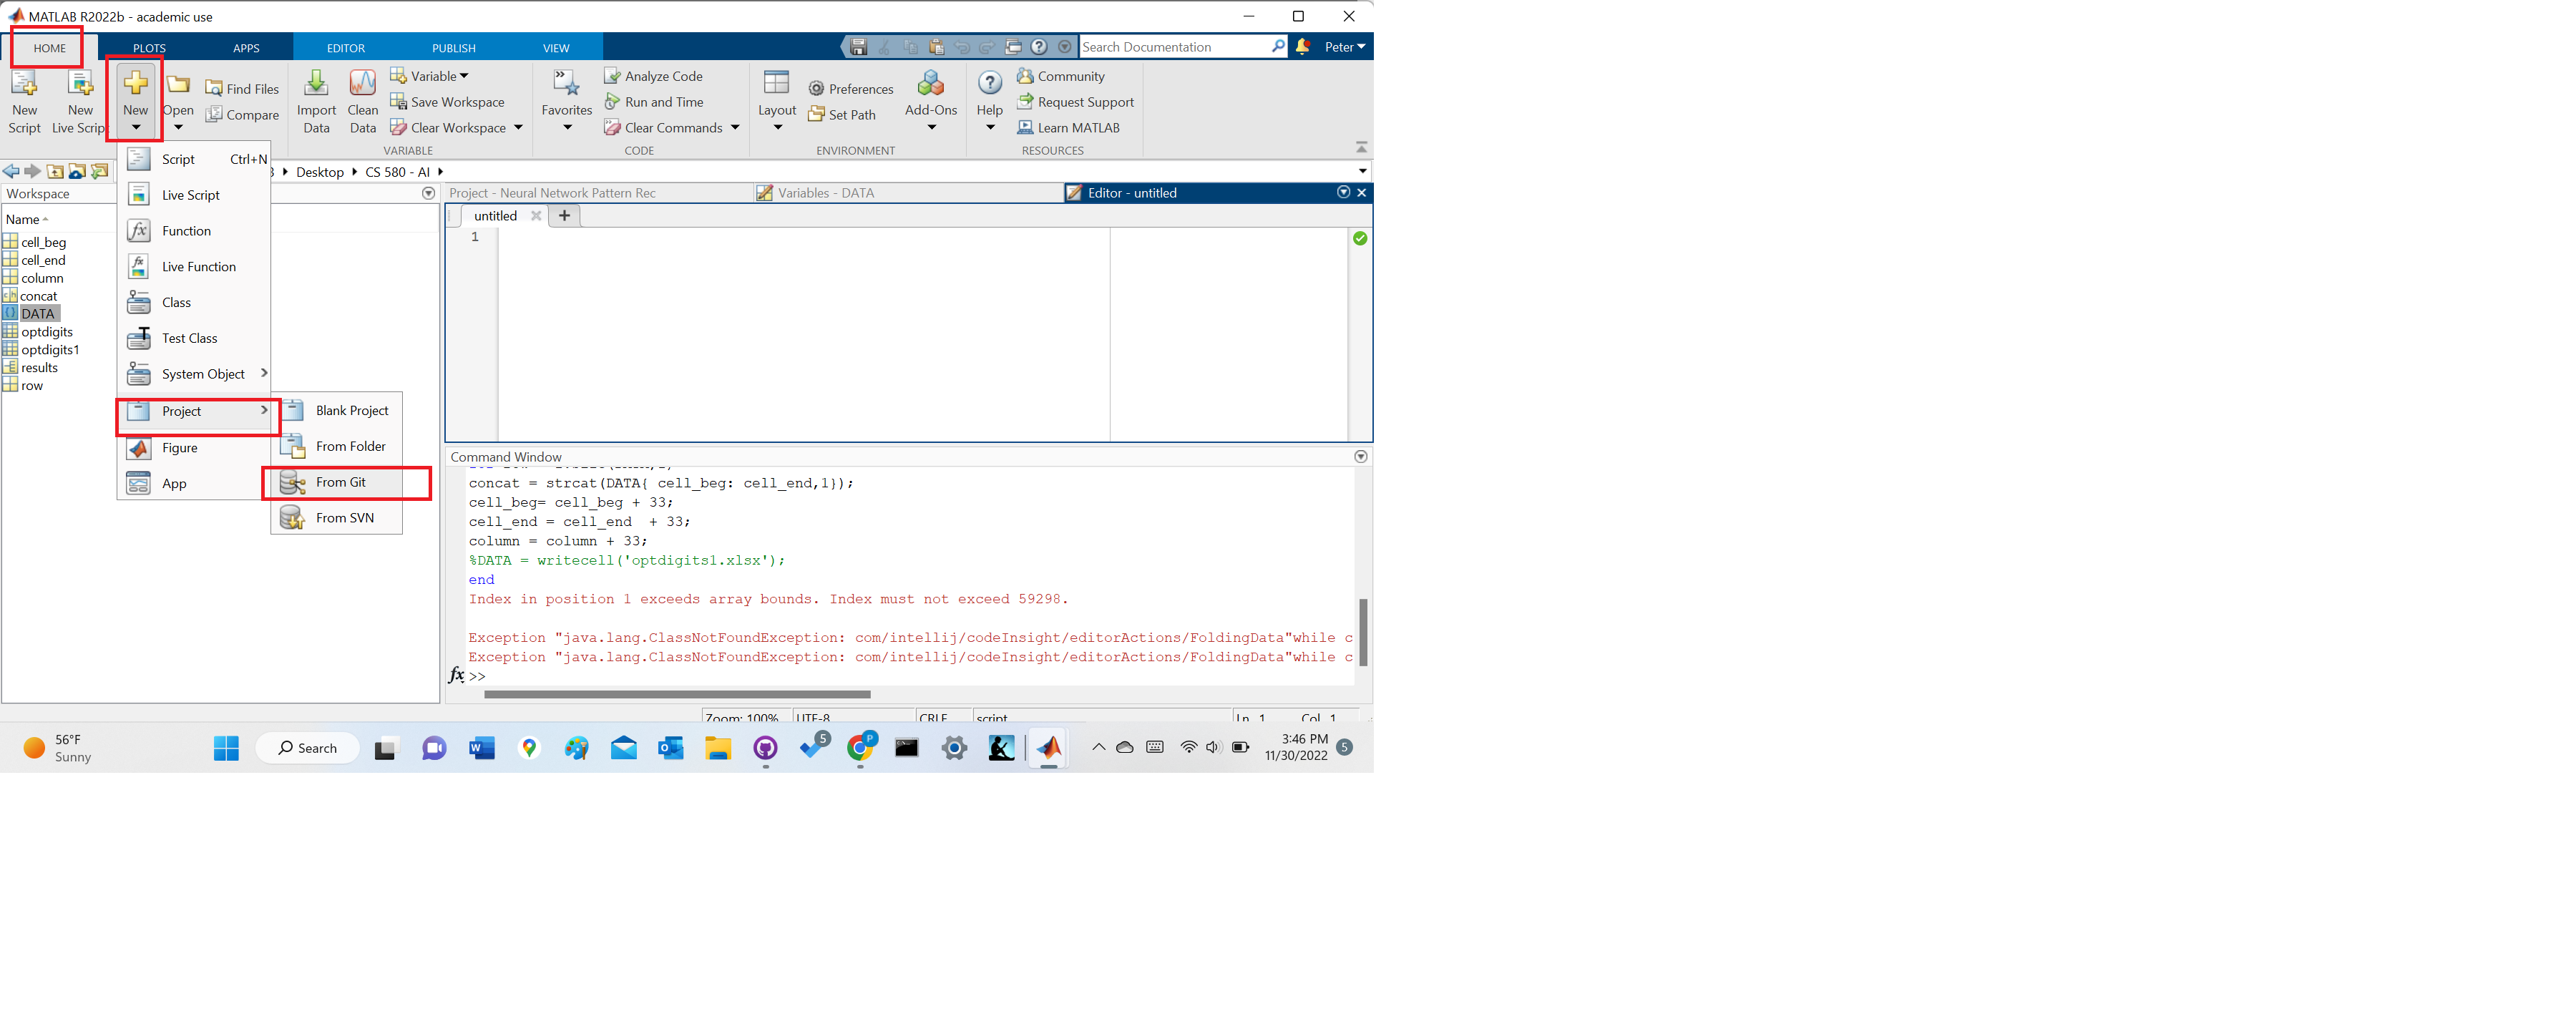 MATLAB R2022b - academic use
HOME PLOTS APPS EDITOR PUBLISH VIEW
Search Documentation
Peter
New Script
New Live Scrip
New
Open
Find Files
Compare
Import Data
Clean Data
Variable
Save Workspace
Clear Workspace
VARIABLE
Favorites
Analyze Code
Run and Time
Clear Commands
CODE
Layout
Preferences
Set Path
Add-Ons
ENVIRONMENT
Help
Community
Request Support
Learn MATLAB
RESOURCES
Desktop CS 580 - AI
Workspace
Name
cell_beg
cell_end
column
concat
DATA
optdigits
optdigits1
results
row
Script Ctrl+N
Live Script
Function
Live Function
Class
Test Class
System Object
Project
Figure
App
Blank Project
From Folder
From Git
From SVN
Project - Neural Network Pattern Rec
Variables - DATA
Editor - untitled
untitled
1
Command Window
concat = strcat(DATA{ cell_beg: cell_end,1});
cell_beg= cell_beg + 33;
cell_end = cell_end  + 33;
column = column + 33;
%DATA = writecell('optdigits1.xlsx');
end
Index in position 1 exceeds array bounds. Index must not exceed 59298.
Exception "java.lang.ClassNotFoundException: com/intellij/codeInsight/editorActions/FoldingData"while c
Exception "java.lang.ClassNotFoundException: com/intellij/codeInsight/editorActions/FoldingData"while c
fx >>
Zoom: 100% UTF-8 CRLF script Ln 1 Col 1
56°F
Sunny
Search
5
P
3:46 PM
11/30/2022
5